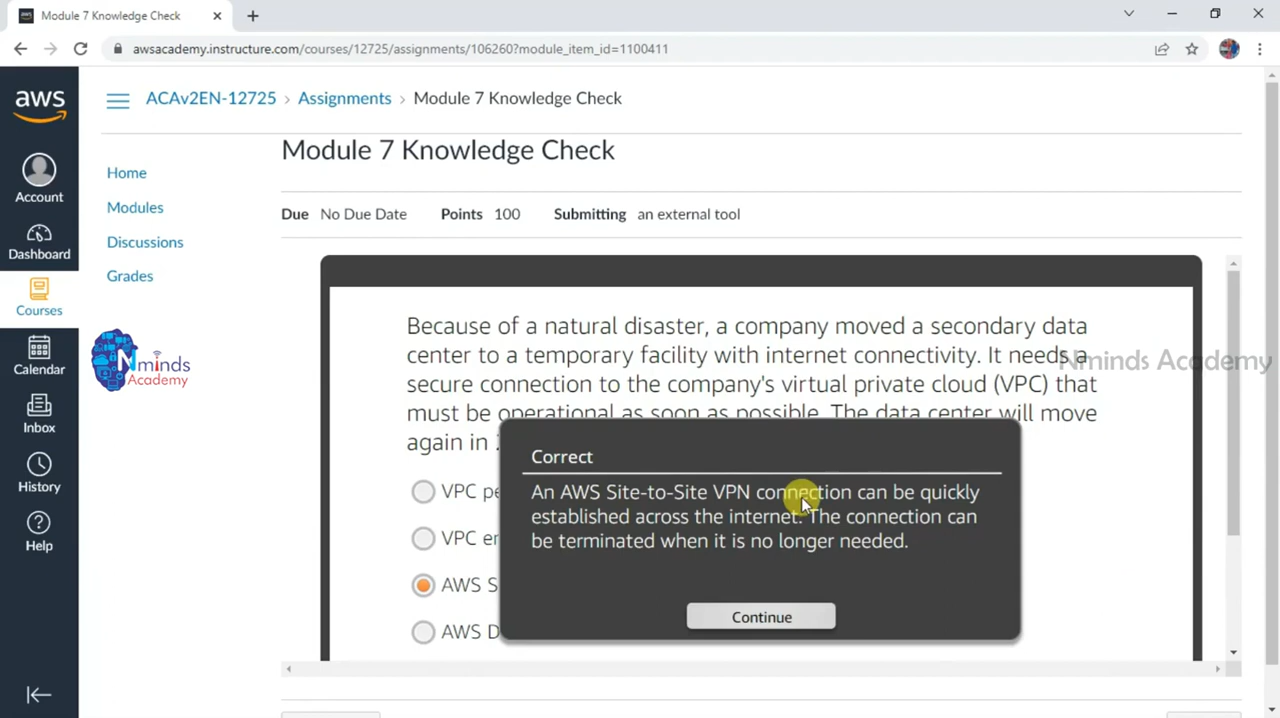 Module 7 Knowledge Check
awsacademy.instructure.com/courses/12725/assignments/106260?module_item_id=1100411
aws
Account
Dashboard
Courses
Calendar
Inbox
History
Help
ACAv2EN-12725 › Assignments › Module 7 Knowledge Check
Home
Modules
Discussions
Grades
Nminds
Academy
Module 7 Knowledge Check
Due No Due Date Points 100 Submitting an external tool
Because of a natural disaster, a company moved a secondary data
center to a temporary facility with internet connectivity. It needs a
secure connection to the company's virtual private cloud (VPC) that
must be operational as soon as possible. The data center will move
again in
Nminds Academy
VPC pe
VPC en
AWS S
AWS D
Correct
An AWS Site-to-Site VPN connection can be quickly
established across the internet. The connection can
be terminated when it is no longer needed.
Continue